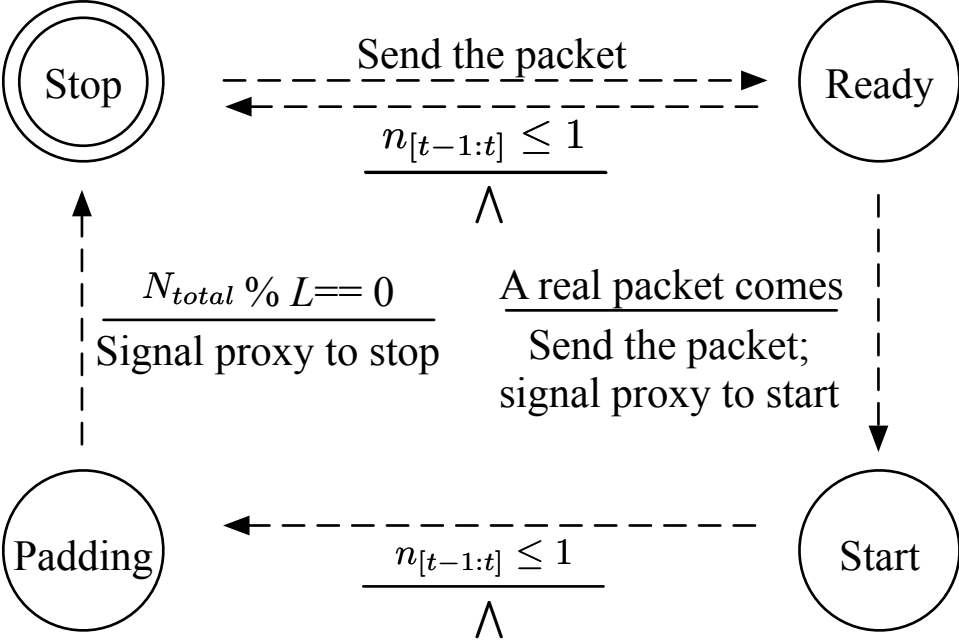 Send the packet
Stop
Ready
n_{[t-1:t]} ≤ 1
Λ
N_{total} % L== 0
Signal proxy to stop
A real packet comes
Send the packet;
signal proxy to start
Padding
n_{[t-1:t]} ≤ 1
Λ
Start